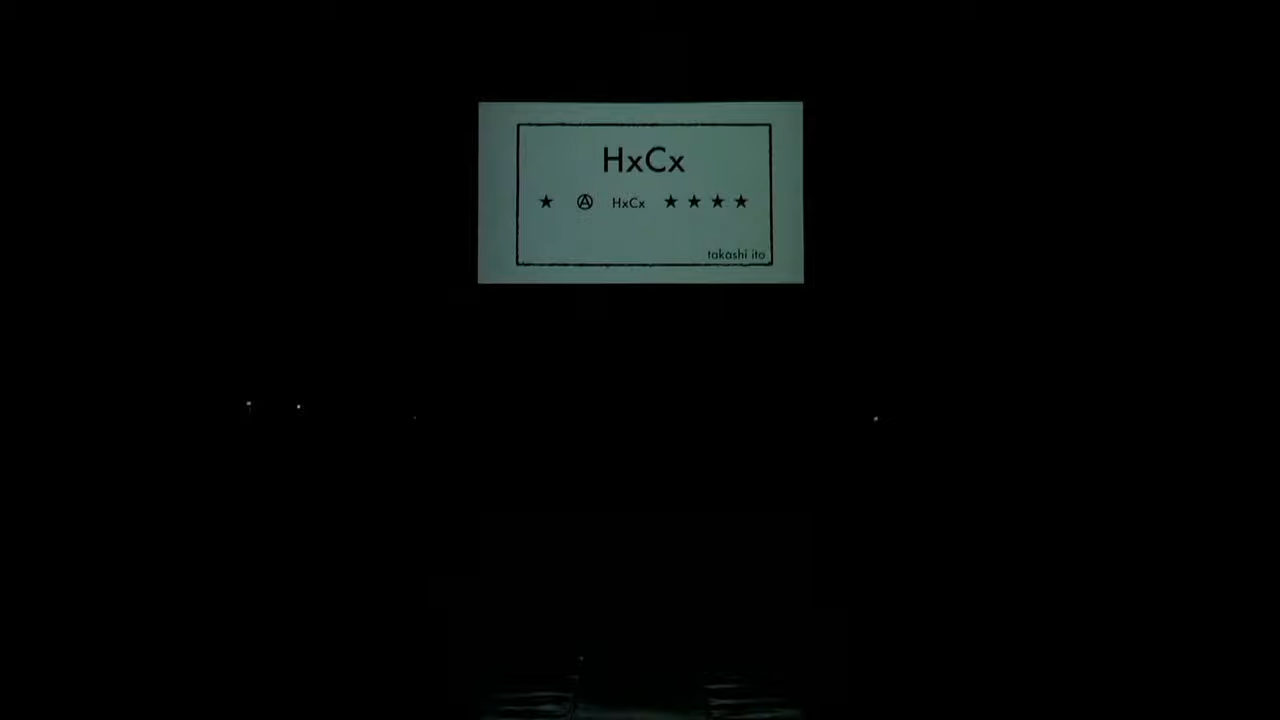 HxCx
★ Ⓐ HxCx ★ ★ ★ ★
takashi ito